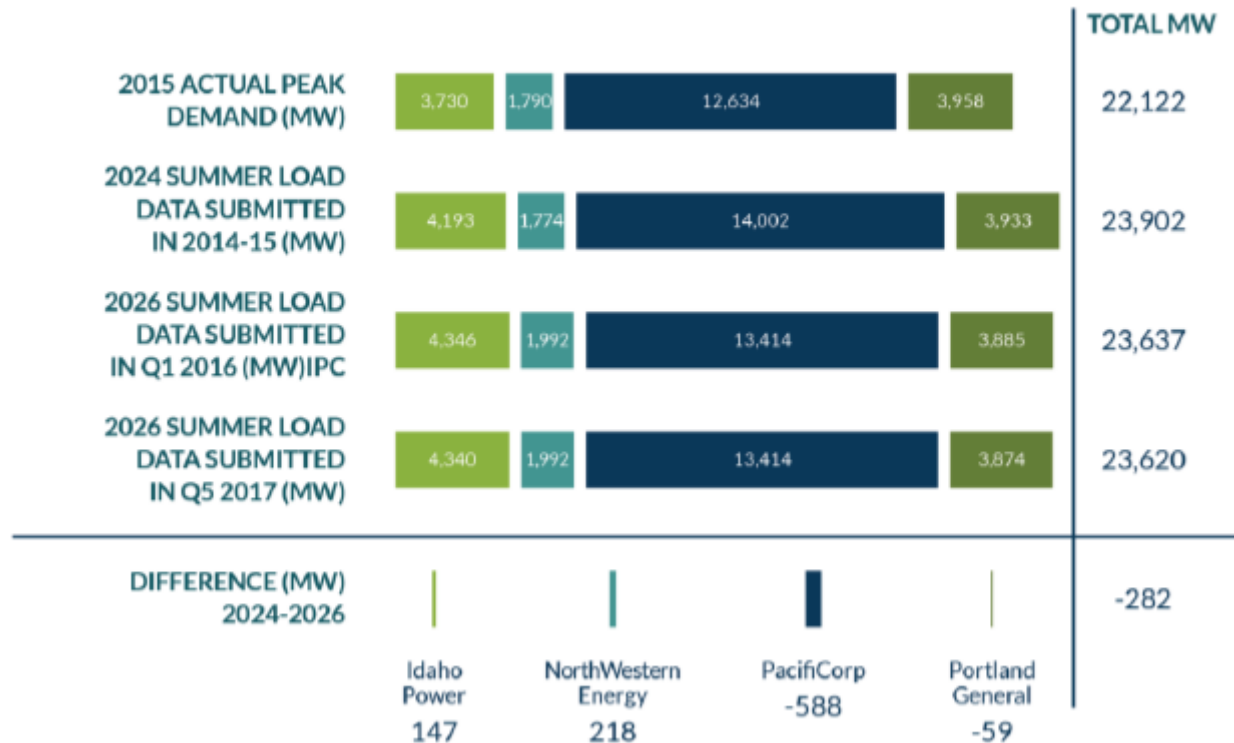 TOTAL MW
2015 ACTUAL PEAK
DEMAND (MW)
3,730 1,790 12,634 3,958 22,122
2024 SUMMER LOAD
DATA SUBMITTED
IN 2014-15 (MW)
4,193 1,774 14,002 3,933 23,902
2026 SUMMER LOAD
DATA SUBMITTED
IN Q1 2016 (MW)IPC
4,346 1,992 13,414 3,885 23,637
2026 SUMMER LOAD
DATA SUBMITTED
IN Q5 2017 (MW)
4,340 1,992 13,414 3,874 23,620
DIFFERENCE (MW)
2024-2026
-282
Idaho
Power
147
NorthWestern
Energy
218
PacifiCorp
-588
Portland
General
-59